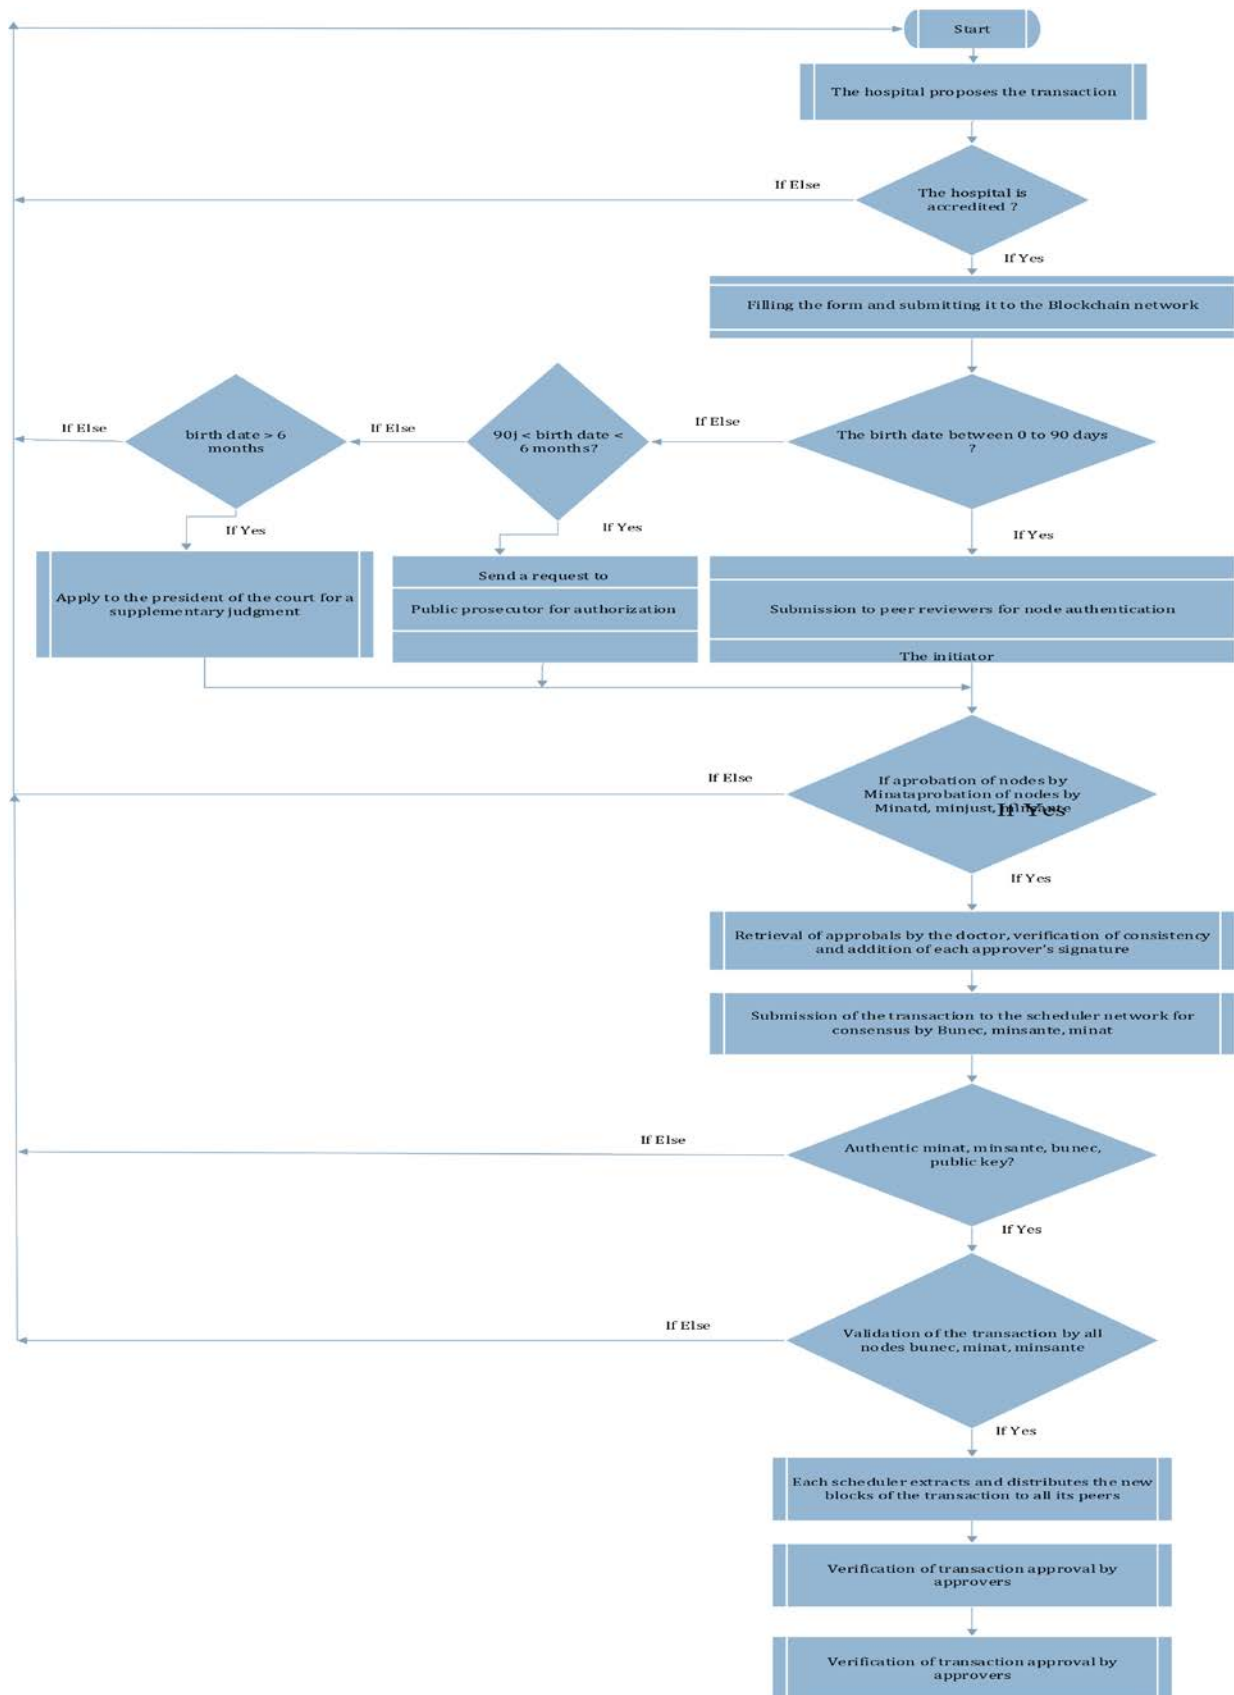 Start
The hospital proposes the transaction
If Else
The hospital is
accredited ?
If Yes
Filling the form and submitting it to the Blockchain network
If Else
birth date > 6
months
If Else
90j < birth date <
6 months?
If Else
The birth date between 0 to 90 days
?
If Yes
If Yes
If Yes
Apply to the president of the court for a
supplementary judgment
Send a request to
Public prosecutor for authorization
Submission to peer reviewers for node authentication
The initiator
If Else
If aprobation of nodes by
Minataprobation of nodes by
Minatd, minjust, minsante
If Yes
If Yes
Retrieval of approbals by the doctor, verification of consistency
and addition of each approver's signature
Submission of the transaction to the scheduler network for
consensus by Bunec, minsante, minat
If Else
Authentic minat, minsante, bunec,
public key?
If Yes
If Else
Validation of the transaction by all
nodes bunec, minat, minsante
If Yes
Each scheduler extracts and distributes the new
blocks of the transaction to all its peers
Verification of transaction approval by
approvers
Verification of transaction approval by
approvers